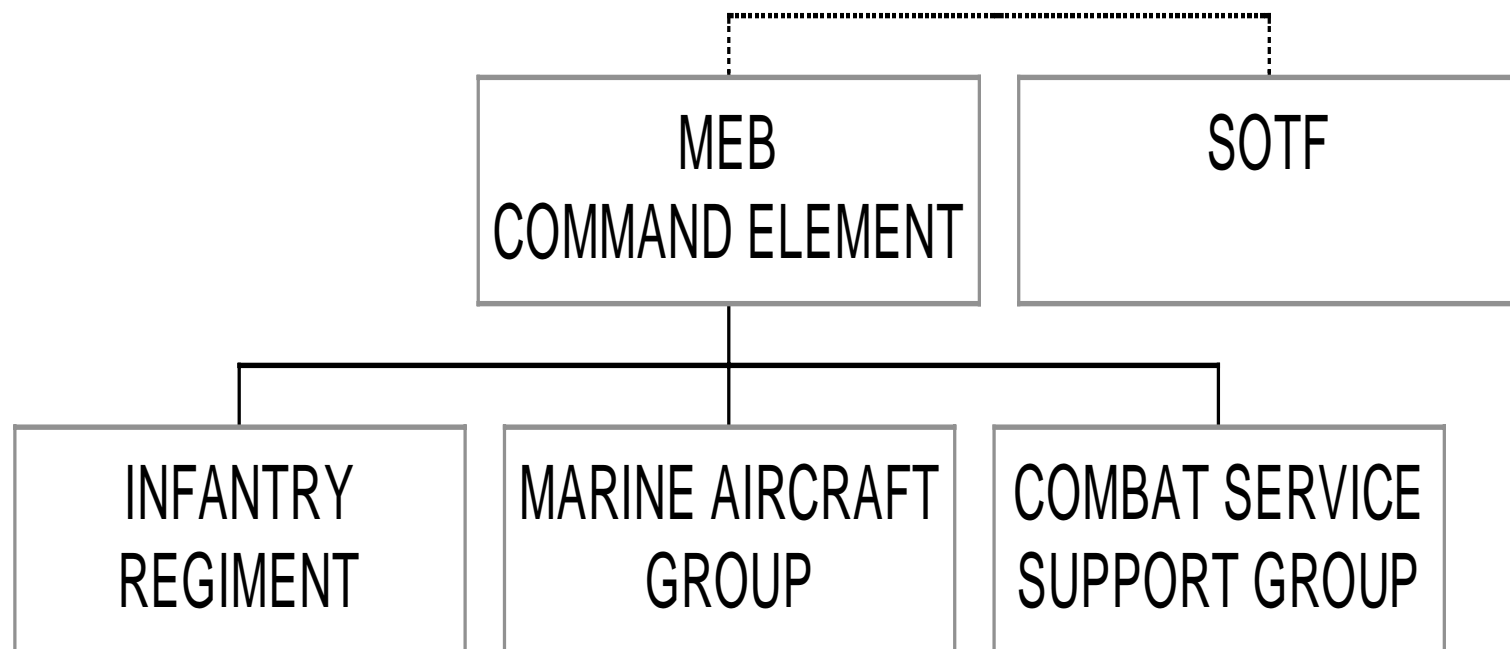 MEB
COMMAND ELEMENT
SOTF
INFANTRY
REGIMENT
MARINE AIRCRAFT
GROUP
COMBAT SERVICE
SUPPORT GROUP